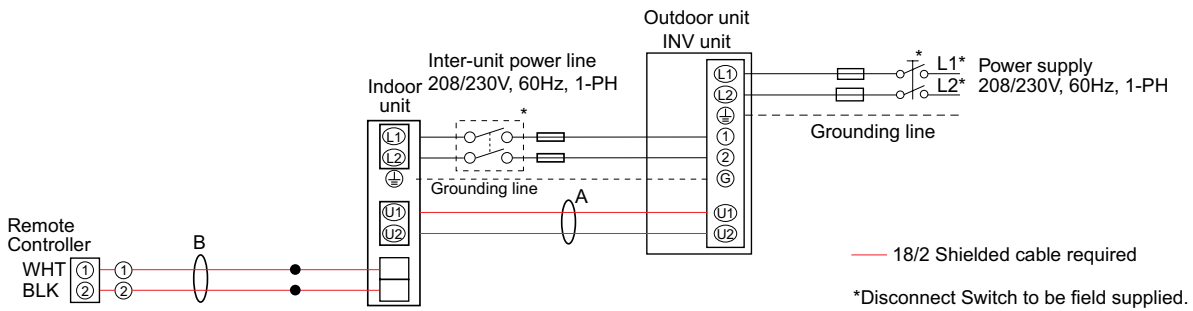 Outdoor unit
INV unit
Inter-unit power line
208/230V, 60Hz, 1-PH
*
Indoor
unit
L1
L2
L1
L2
1
2
G
U1
U2
*
L1*
L2*
Power supply
208/230V, 60Hz, 1-PH
Grounding line
Grounding line
U1
U2
A
Remote
Controller
WHT 1 1
BLK 2 2
B
18/2 Shielded cable required
*Disconnect Switch to be field supplied.